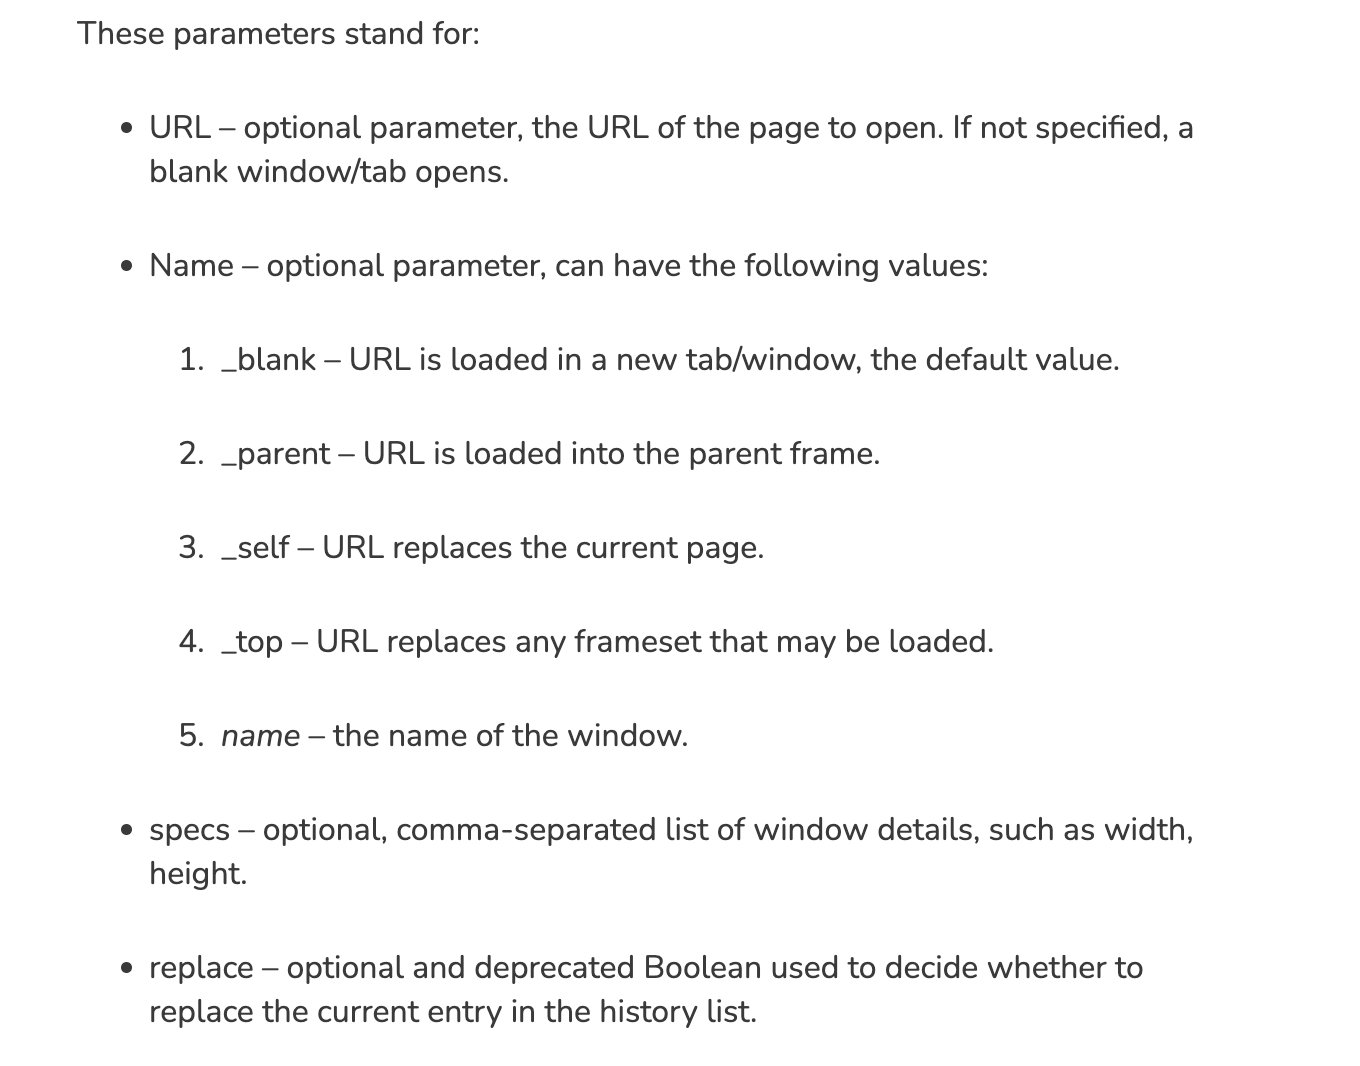 These parameters stand for:
• URL – optional parameter, the URL of the page to open. If not specified, a
blank window/tab opens.
• Name – optional parameter, can have the following values:
1. _blank – URL is loaded in a new tab/window, the default value.
2. _parent – URL is loaded into the parent frame.
3. _self – URL replaces the current page.
4. _top – URL replaces any frameset that may be loaded.
5. name – the name of the window.
• specs – optional, comma-separated list of window details, such as width,
height.
• replace – optional and deprecated Boolean used to decide whether to
replace the current entry in the history list.